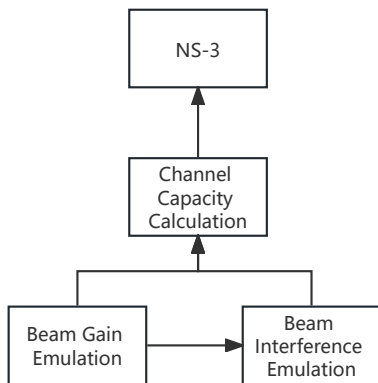 NS-3
Channel
Capacity
Calculation
Beam Gain
Emulation
Beam
Interference
Emulation